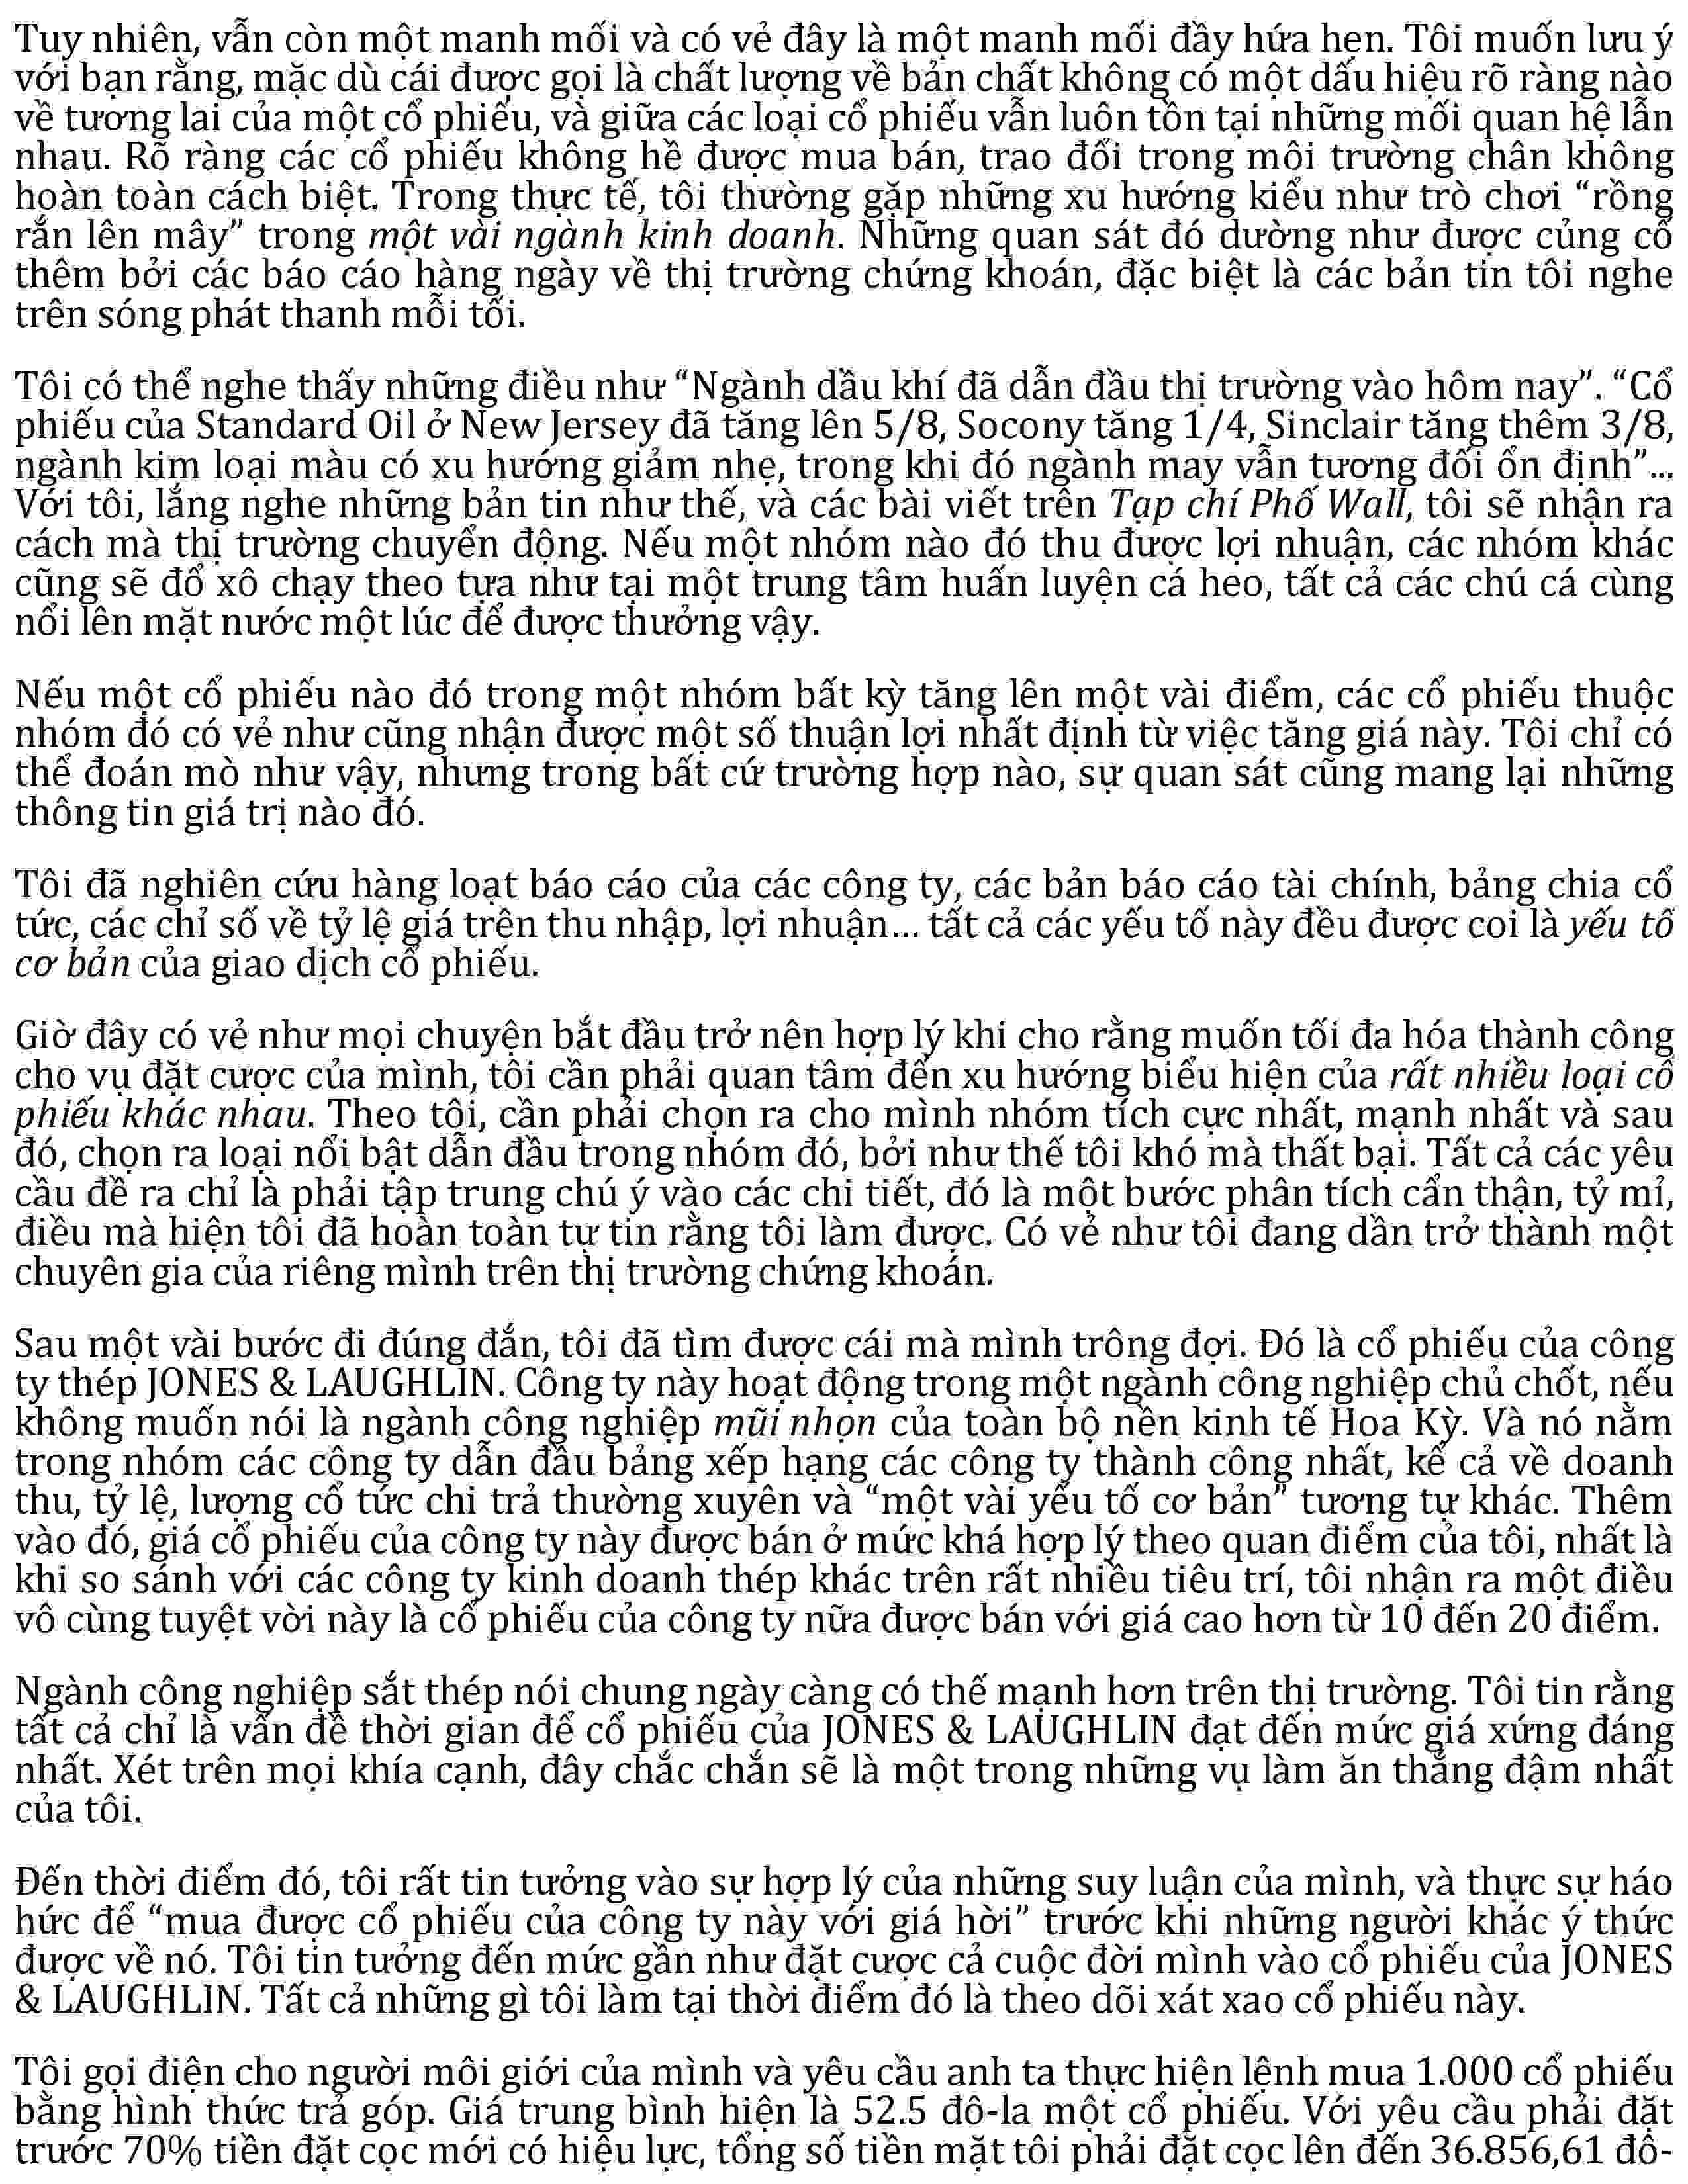 Tuy nhiên, vẫn còn một manh mối và có vẻ đây là một manh mối đầy hứa hẹn. Tôi muốn lưu ý
với bạn rằng, mặc dù cái được gọi là chất lượng về bản chất không có một dấu hiệu rõ ràng nào
về tương lai của một cổ phiếu, và giữa các loại cổ phiếu vẫn luôn tồn tại những mối quan hệ lẫn
nhau. Rõ ràng các cổ phiếu không hề được mua bán, trao đổi trong môi trường chân không
hoàn toàn cách biệt. Trong thực tế, tôi thường gặp những xu hướng kiểu như trò chơi “rồng
rắn lên mây” trong một vài ngành kinh doanh. Những quan sát đó dường như được củng cố
thêm bởi các báo cáo hàng ngày về thị trường chứng khoán, đặc biệt là các bản tin tôi nghe
trên sóng phát thanh mỗi tối.
Tôi có thể nghe thấy những điều như “Ngành dầu khí đã dẫn đầu thị trường vào hôm nay”. “Cổ
phiếu của Standard Oil ở New Jersey đã tăng lên 5/8, Socony tăng 1/4, Sinclair tăng thêm 3/8,
ngành kim loại màu có xu hướng giảm nhẹ, trong khi đó ngành may vẫn tương đối ổn định”...
Với tôi, lắng nghe những bản tin như thế, và các bài viết trên Tạp chí Phố Wall, tôi sẽ nhận ra
cách mà thị trường chuyển động. Nếu một nhóm nào đó thu được lợi nhuận, các nhóm khác
cũng sẽ đổ xô chạy theo tựa như tại một trung tâm huấn luyện cá heo, tất cả các chú cá cùng
nổi lên mặt nước một lúc để được thưởng vậy.
Nếu một cổ phiếu nào đó trong một nhóm bất kỳ tăng lên một vài điểm, các cổ phiếu thuộc
nhóm đó có vẻ như cũng nhận được một số thuận lợi nhất định từ việc tăng giá này. Tôi chỉ có
thể đoán mò như vậy, nhưng trong bất cứ trường hợp nào, sự quan sát cũng mang lại những
thông tin giá trị nào đó.
Tôi đã nghiên cứu hàng loạt báo cáo của các công ty, các bản báo cáo tài chính, bảng chia cổ
tức, các chỉ số về tỷ lệ giá trên thu nhập, lợi nhuận... tất cả các yếu tố này đều được coi là yếu tố
cơ bản của giao dịch cổ phiếu.
Giờ đây có vẻ như mọi chuyện bắt đầu trở nên hợp lý khi cho rằng muốn tối đa hóa thành công
cho vụ đặt cược của mình, tôi cần phải quan tâm đến xu hướng biểu hiện của rất nhiều loại cổ
phiếu khác nhau. Theo tôi, cần phải chọn ra cho mình nhóm tích cực nhất, mạnh nhất và sau
đó, chọn ra loại nổi bật dẫn đầu trong nhóm đó, bởi như thế tôi khó mà thất bại. Tất cả các yêu
cầu đề ra chỉ là phải tập trung chú ý vào các chi tiết, đó là một bước phân tích cẩn thận, tỷ mỉ,
điều mà hiện tôi đã hoàn toàn tự tin rằng tôi làm được. Có vẻ như tôi đang dần trở thành một
chuyên gia của riêng mình trên thị trường chứng khoán.
Sau một vài bước đi đúng đắn, tôi đã tìm được cái mà mình trông đợi. Đó là cổ phiếu của công
ty thép JONES & LAUGHLIN. Công ty này hoạt động trong một ngành công nghiệp chủ chốt, nếu
không muốn nói là ngành công nghiệp mũi nhọn của toàn bộ nền kinh tế Hoa Kỳ. Và nó nằm
trong nhóm các công ty dẫn đầu bảng xếp hạng các công ty thành công nhất, kể cả về doanh
thu, tỷ lệ, lượng cổ tức chi trả thường xuyên và “một vài yếu tố cơ bản” tương tự khác. Thêm
vào đó, giá cổ phiếu của công ty này được bán ở mức khá hợp lý theo quan điểm của tôi, nhất là
khi so sánh với các công ty kinh doanh thép khác trên rất nhiều tiêu trí, tôi nhận ra một điều
vô cùng tuyệt vời này là cổ phiếu của công ty nữa được bán với giá cao hơn từ 10 đến 20 điểm.
Ngành công nghiệp sắt thép nói chung ngày càng có thế mạnh hơn trên thị trường. Tôi tin rằng
tất cả chỉ là vấn đề thời gian để cổ phiếu của JONES & LAUGHLIN đạt đến mức giá xứng đáng
nhất. Xét trên mọi khía cạnh, đây chắc chắn sẽ là một trong những vụ làm ăn thắng đậm nhất
của tôi.
Đến thời điểm đó, tôi rất tin tưởng vào sự hợp lý của những suy luận của mình, và thực sự háo
hức để “mua được cổ phiếu của công ty này với giá hời” trước khi những người khác ý thức
được về nó. Tôi tin tưởng đến mức gần như đặt cược cả cuộc đời mình vào cổ phiếu của JONES
& LAUGHLIN. Tất cả những gì tôi làm tại thời điểm đó là theo dõi xát xao cổ phiếu này.
Tôi gọi điện cho người môi giới của mình và yêu cầu anh ta thực hiện lệnh mua 1.000 cổ phiếu
bằng hình thức trả góp. Giá trung bình hiện là 52.5 đô-la một cổ phiếu. Với yêu cầu phải đặt
trước 70% tiền đặt cọc mới có hiệu lực, tổng số tiền mặt tôi phải đặt cọc lên đến 36.856,61 đô-